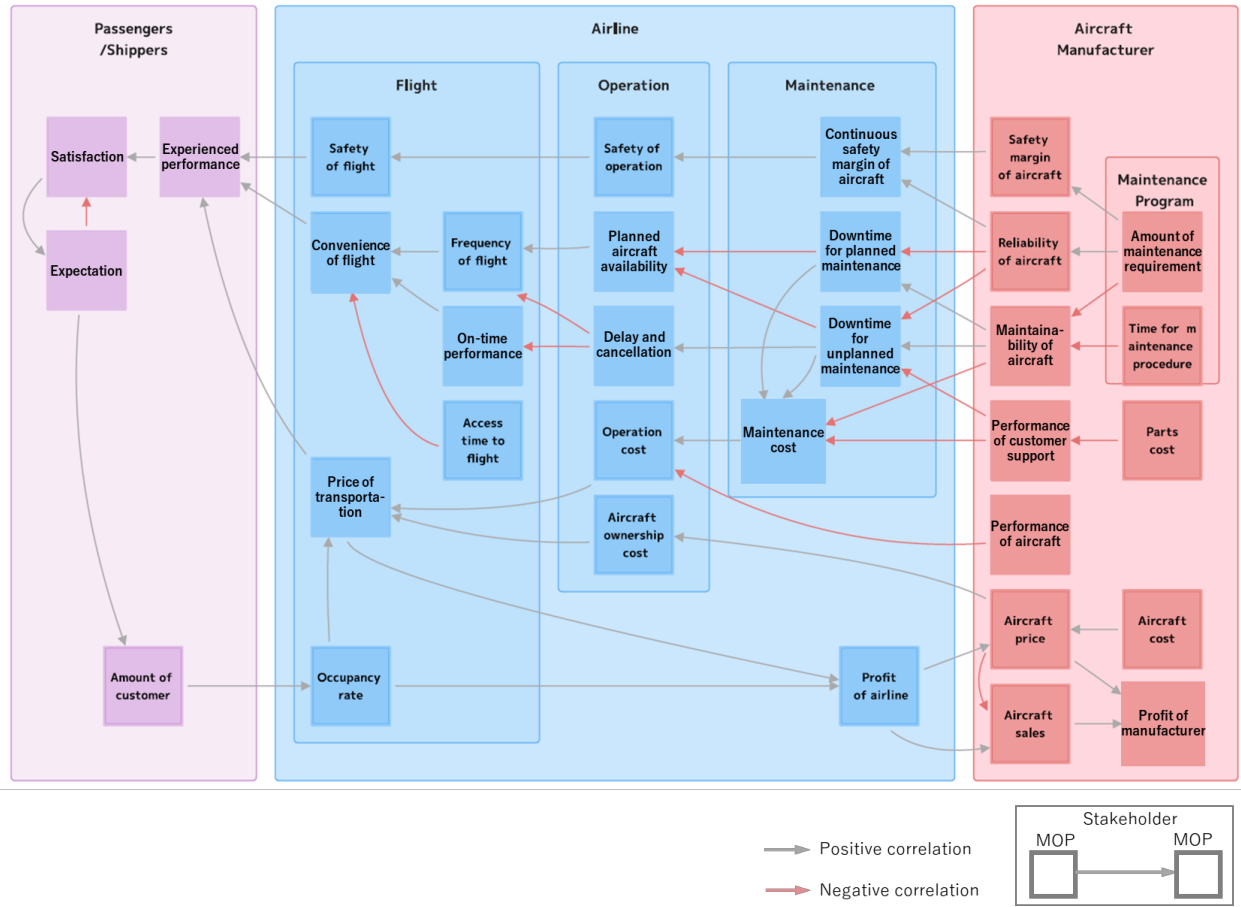 Passengers
/Shippers
Airline
Aircraft
Manufacturer
Flight
Operation
Maintenance
Satisfaction
Experienced
performance
Safety
of flight
Safety of
operation
Continuous
safety
margin of
aircraft
Safety
margin
of aircraft
Maintenance
Program
Expectation
Convenience
of flight
Frequency
of flight
Planned
aircraft
availability
Downtime
for planned
maintenance
Reliability
of aircraft
Amount of
maintenance
requirement
On-time
performance
Delay and
cancellation
Downtime
for
unplanned
maintenance
Maintaina-
bility of
aircraft
Time for m
aintenance
procedure
Access
time to
flight
Operation
cost
Maintenance
cost
Performance
of customer
support
Parts
cost
Price of
transporta-
tion
Aircraft
ownership
cost
Performance
of aircraft
Aircraft
price
Aircraft
cost
Amount of
customer
Occupancy
rate
Profit
of airline
Aircraft
sales
Profit of
manufacturer
Positive correlation
Negative correlation
Stakeholder
MOP
MOP